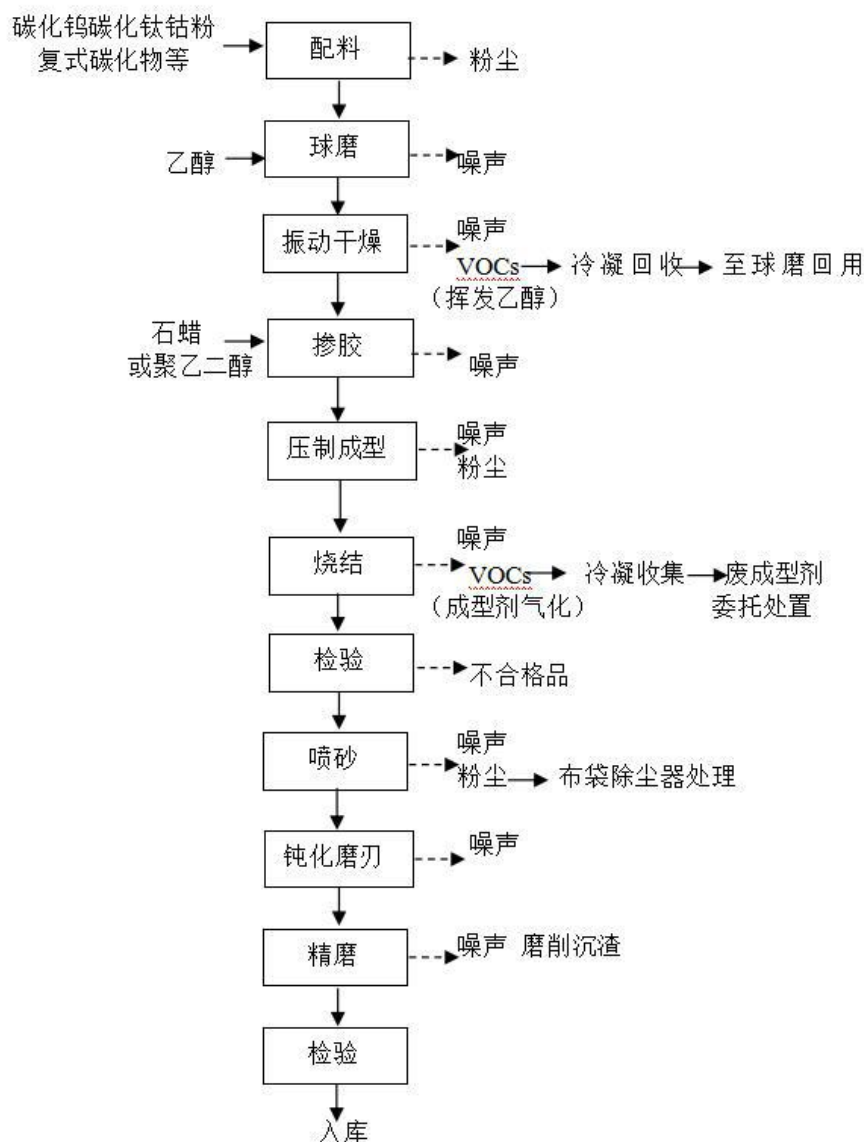 碳化钨碳化钛钴粉
复式碳化物等
配料
粉尘
乙醇
球磨
噪声
振动干燥
噪声
VOCs
冷凝回收
至球磨回用
（挥发乙醇）
石蜡
或聚乙二醇
掺胶
噪声
压制成型
噪声
粉尘
烧结
噪声
VOCs
冷凝收集
废成型剂
（成型剂气化）
委托处置
检验
不合格品
喷砂
噪声
粉尘
布袋除尘器处理
钝化磨刃
噪声
精磨
噪声 磨削沉渣
检验
入库